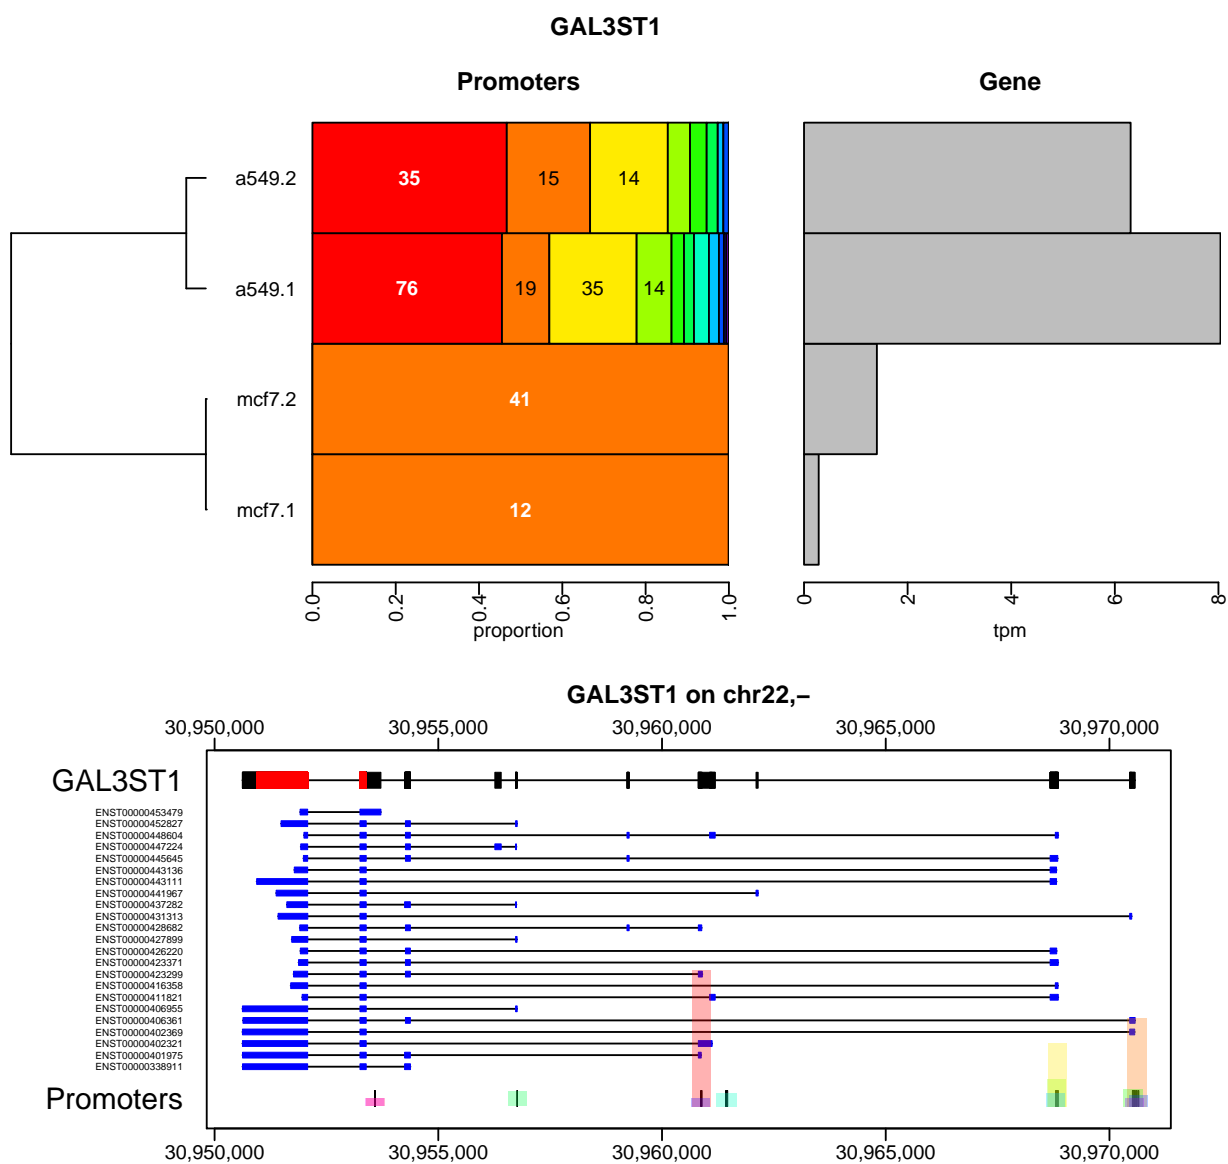 GAL3ST1
Promoters
Gene
a549.2
35
15
14
a549.1
76
19
35
14
mcf7.2
41
mcf7.1
12
0.0
0.2
0.4
0.6
0.8
1.0
proportion
0
2
4
6
8
tpm
GAL3ST1 on chr22,–
30,950,000
30,955,000
30,960,000
30,965,000
30,970,000
GAL3ST1
ENST00000453479
ENST00000452827
ENST00000448604
ENST00000447224
ENST00000445645
ENST00000443136
ENST00000443111
ENST00000441967
ENST00000437282
ENST00000431313
ENST00000428682
ENST00000427899
ENST00000426220
ENST00000423371
ENST00000423299
ENST00000416358
ENST00000411821
ENST00000406955
ENST00000406361
ENST00000402369
ENST00000402321
ENST00000401975
ENST00000338911
Promoters
30,950,000
30,955,000
30,960,000
30,965,000
30,970,000